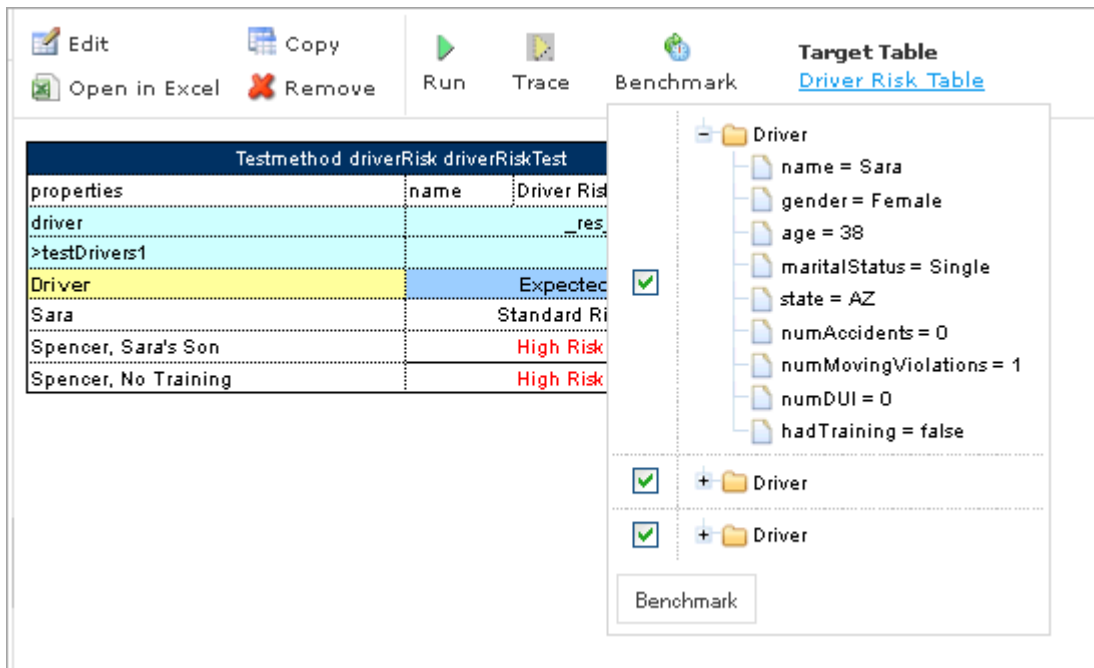 Edit Copy
Open in Excel Remove
Run Trace Benchmark
Target Table
Driver Risk Table
Testmethod driverRisk driverRiskTest
properties name Driver
driver _res_
>testDrivers1
Driver Expected
Sara Standard
Spencer, Sara's Son High Risk
Spencer, No Training High Risk
Driver
name = Sara
gender = Female
age = 38
maritalStatus = Single
state = AZ
numAccidents = 0
numMovingViolations = 1
numDUI = 0
hadTraining = false
Driver
Driver
Benchmark